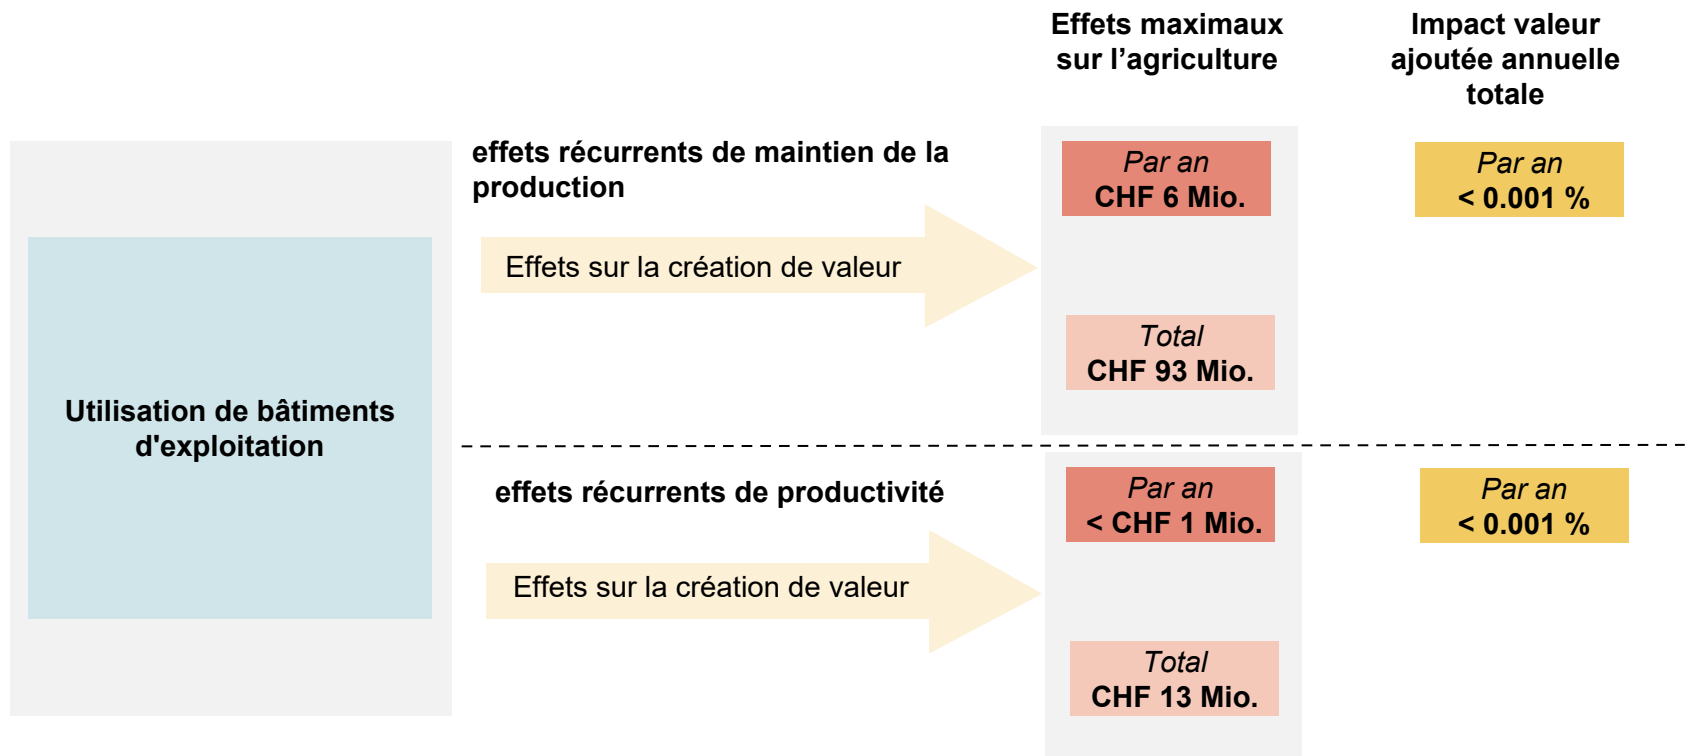 Effets maximaux
sur l’agriculture
Impact valeur
ajoutée annuelle
totale
effets récurrents de maintien de la
production
Par an
CHF 6 Mio.
Par an
< 0.001 %
Effets sur la création de valeur
Total
CHF 93 Mio.
Utilisation de bâtiments
d'exploitation
effets récurrents de productivité
Par an
< CHF 1 Mio.
Par an
< 0.001 %
Effets sur la création de valeur
Total
CHF 13 Mio.